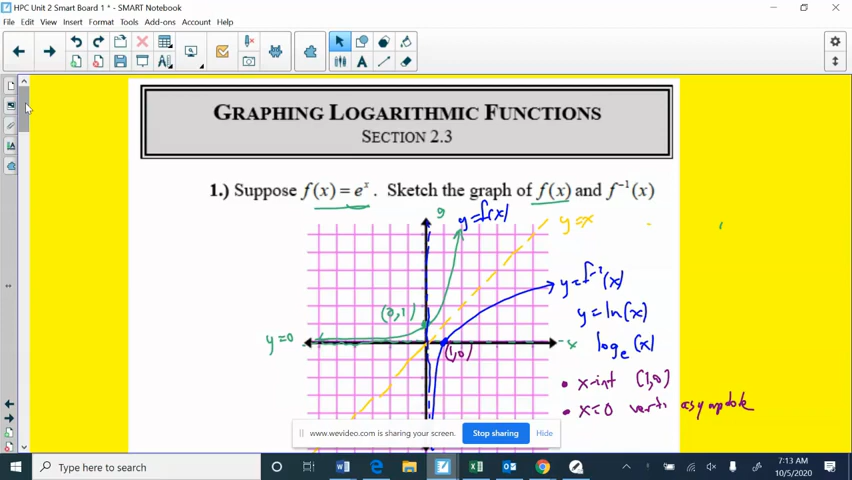 HPC Unit 2 Smart Board 1 * - SMART Notebook
File Edit View Insert Format Tools Add-ons Account Help
GRAPHING LOGARITHMIC FUNCTIONS
SECTION 2.3
1.) Suppose f(x) = e^x. Sketch the graph of f(x) and f⁻¹(x)
y=f(x)
y=x
y=f⁻¹(x)
(0,1)
y=ln(x)
y=0
x
(1,0)
log_e(x)
• x-int (1,0)
• x=0 verti asymptote
www.wevideo.com is sharing your screen.
Stop sharing
Hide
Type here to search
7:13 AM
10/5/2020